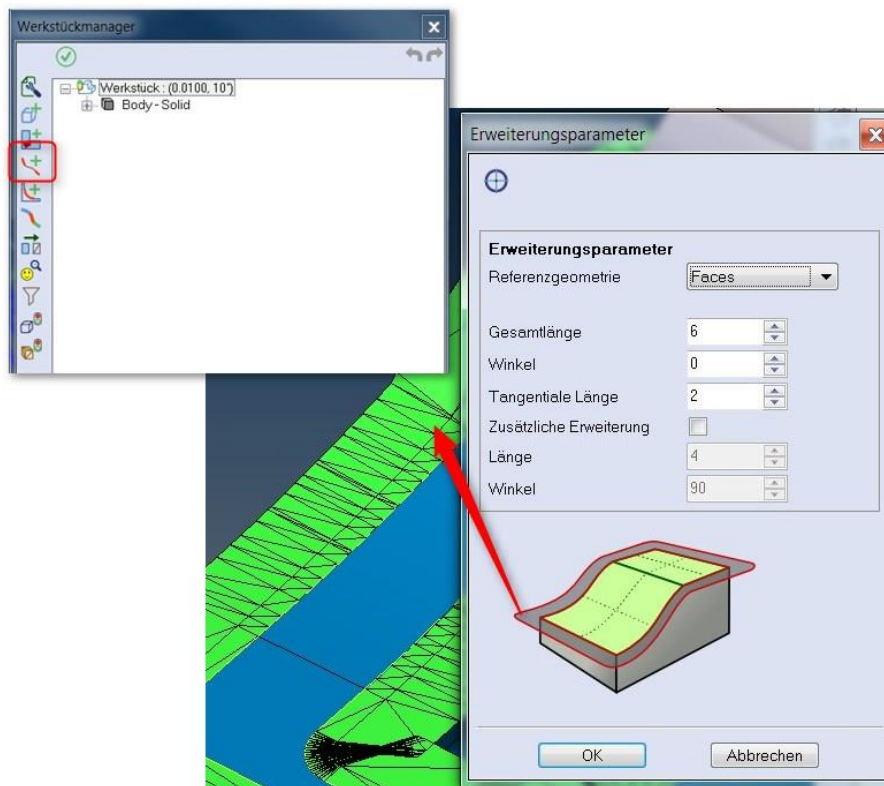 Werkstückmanager
Werkstück : (0.0100, 10°)
Body - Solid
Erweiterungsparameter
Erweiterungsparameter
Referenzgeometrie Faces
Gesamtlänge 6
Winkel 0
Tangentiale Länge 2
Zusätzliche Erweiterung
Länge 4
Winkel 90
OK Abbrechen